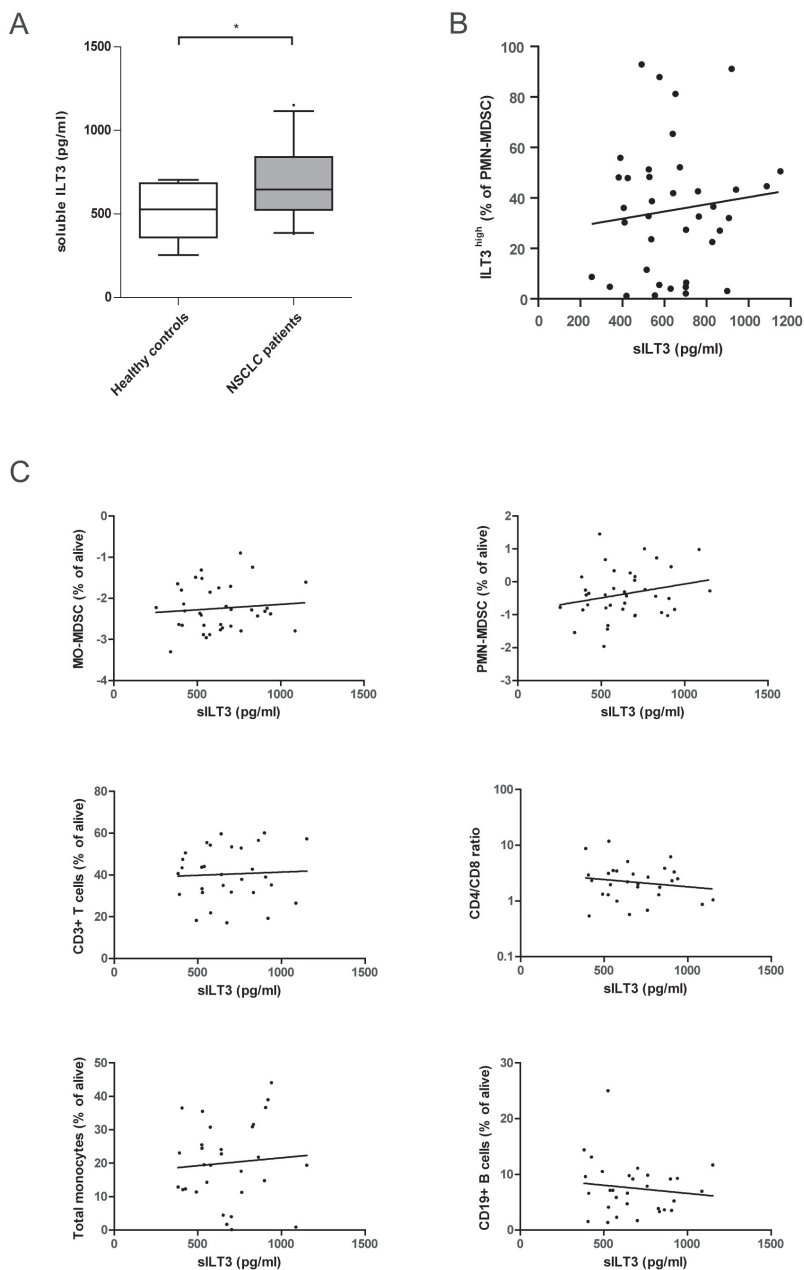 A
*
1500
1000
500
0
soluble ILT3 (pg/ml)
Healthy controls
NSCLC patients
B
100
80
60
40
20
0
ILT3 high (% of PMN-MDSC)
0 200 400 600 800 1000 1200
sILT3 (pg/ml)
C
0
-1
-2
-3
-4
MO-MDSC (% of alive)
0 500 1000 1500
sILT3 (pg/ml)
2
1
0
-1
-2
-3
PMN-MDSC (% of alive)
0 500 1000 1500
sILT3 (pg/ml)
80
60
40
20
0
CD3+ T cells (% of alive)
0 500 1000 1500
sILT3 (pg/ml)
100
10
1
0.1
CD4/CD8 ratio
0 500 1000 1500
sILT3 (pg/ml)
50
40
30
20
10
0
Total monocytes (% of alive)
0 500 1000 1500
sILT3 (pg/ml)
30
20
10
0
CD19+ B cells (% of alive)
0 500 1000 1500
sILT3 (pg/ml)